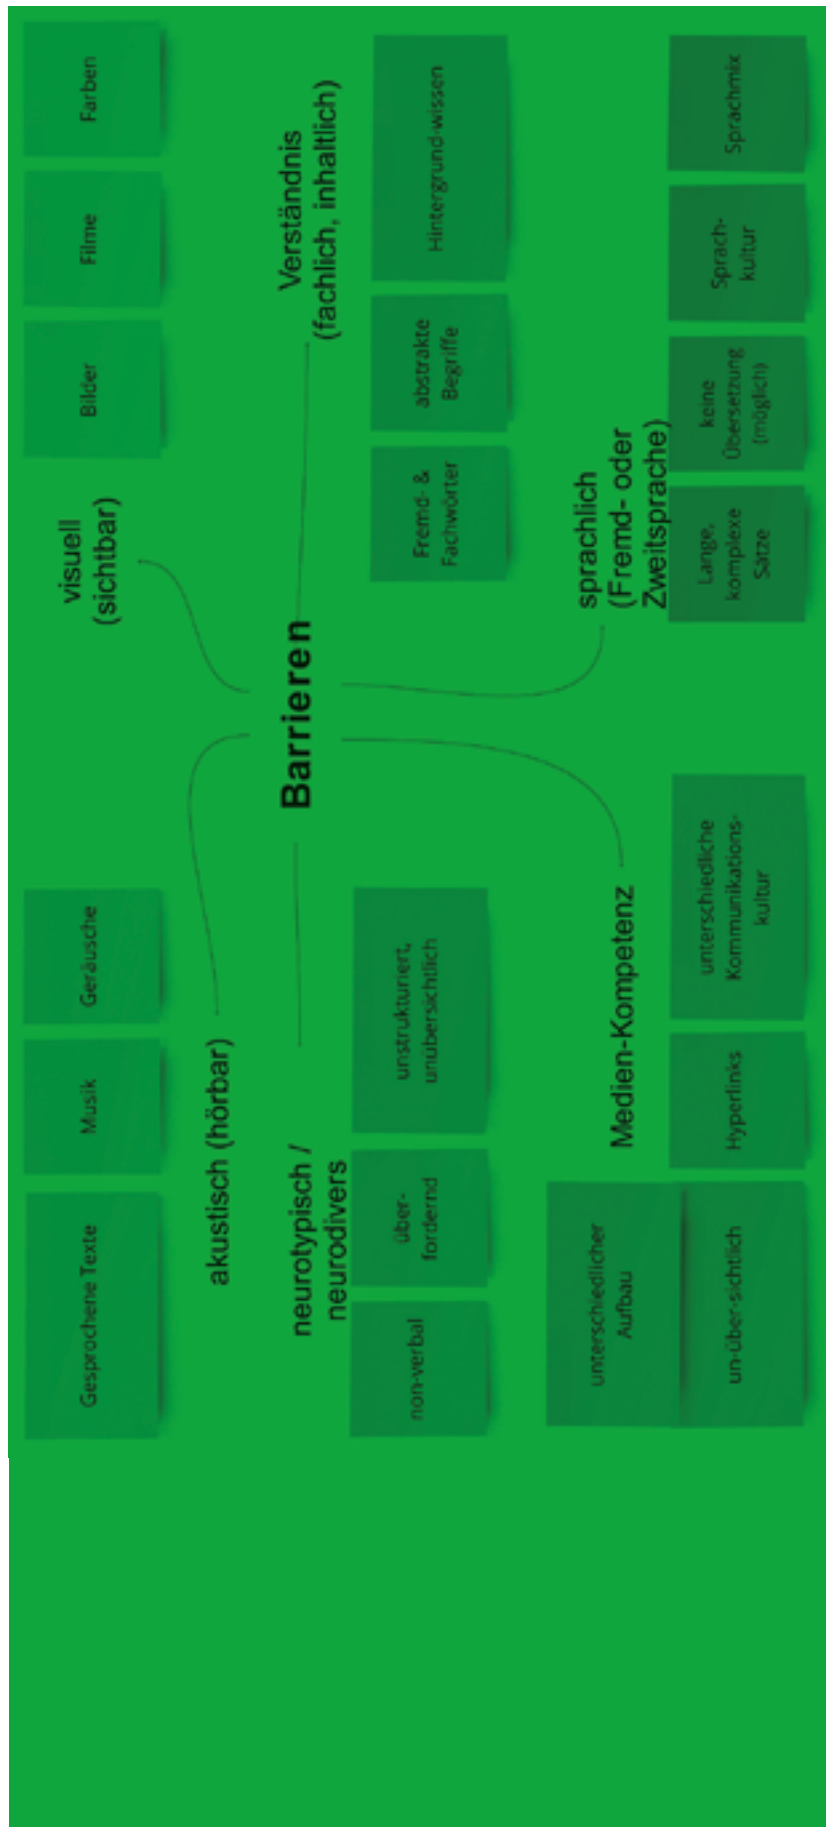 Barrieren
akustisch (hörbar)
Gesprochene Texte
Musik
Geräusche
visuell
(sichtbar)
Bilder
Filme
Farben
neurotypisch /
neurodivers
non-verbal
über-
fordernd
unstrukturiert,
unübersichtlich
Verständnis
(fachlich, inhaltlich)
Fremd- &
Fachwörter
abstrakte
Begriffe
Hintergrund-wissen
Medien-Kompetenz
unterschiedlicher
Aufbau
un-über-sichtlich
Hyperlinks
unterschiedliche
Kommunikations-
kultur
sprachlich
(Fremd- oder
Zweitsprache)
Lange,
komplexe
Sätze
keine
Übersetzung
(möglich)
Sprach-
kultur
Sprachmix